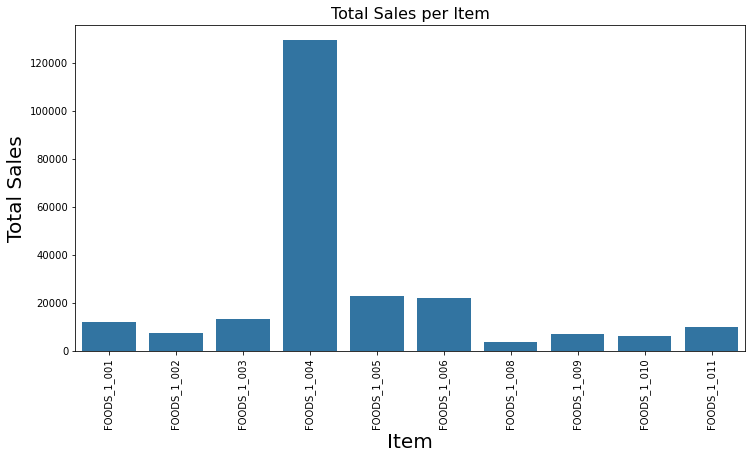 Total Sales per Item
Total Sales
120000
100000
80000
60000
40000
20000
0
FOODS_1_001
FOODS_1_002
FOODS_1_003
FOODS_1_004
FOODS_1_005
FOODS_1_006
FOODS_1_008
FOODS_1_009
FOODS_1_010
FOODS_1_011
Item